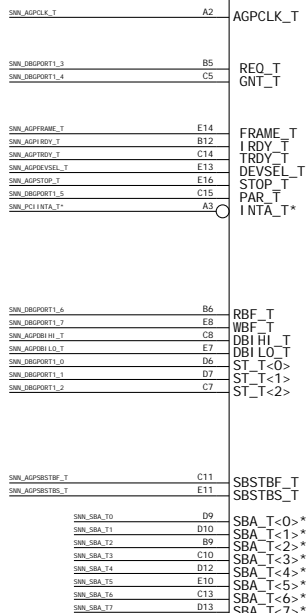 SNN_AGPCLK_T A2 AGPCLK_T
SNN_DBGPORT1_3 B5 REQ_T
SNN_DBGPORT1_4 C5 GNT_T
SNN_AGPFRAME_T E14 FRAME_T
SNN_AGPIRDY_T B12 IRDY_T
SNN_AGPTRDY_T C14 TRDY_T
SNN_AGPDEVSEL_T E13 DEVSEL_T
SNN_AGPSTOP_T E16 STOP_T
SNN_DBGPORT1_5 C15 PAR_T
SNN_PCIINTA_T* A3 INTA_T*
SNN_DBGPORT1_6 B6 RBF_T
SNN_DBGPORT1_7 E8 WBF_T
SNN_AGPDBIHI_T C8 DBIHI_T
SNN_AGPDBILO_T E7 DBILO_T
SNN_DBGPORT1_0 D6 ST_T<0>
SNN_DBGPORT1_1 D7 ST_T<1>
SNN_DBGPORT1_2 C7 ST_T<2>
SNN_AGPSBSTBF_T C11 SBSTBF_T
SNN_AGPSBSTBS_T E11 SBSTBS_T
SNN_SBA_T0 D9 SBA_T<0>*
SNN_SBA_T1 D10 SBA_T<1>*
SNN_SBA_T2 B9 SBA_T<2>*
SNN_SBA_T3 C10 SBA_T<3>*
SNN_SBA_T4 D12 SBA_T<4>*
SNN_SBA_T5 E10 SBA_T<5>*
SNN_SBA_T6 C13 SBA_T<6>*
SNN_SBA_T7 D13